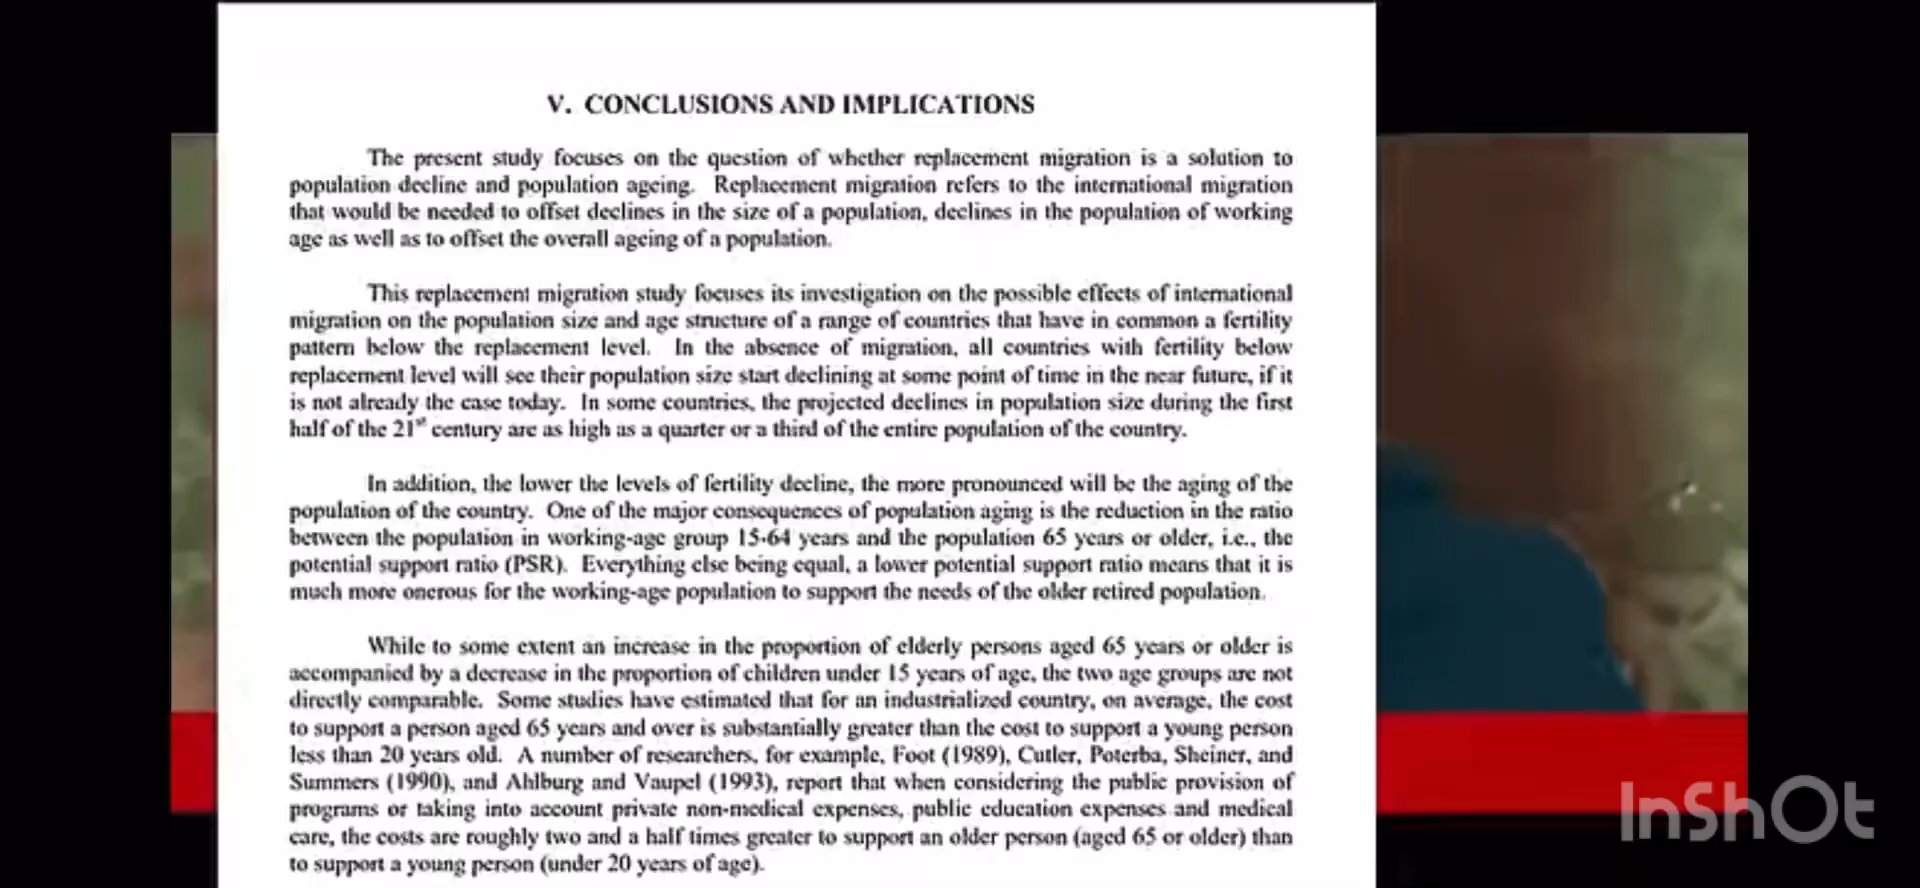 V. CONCLUSIONS AND IMPLICATIONS
The present study focuses on the question of whether replacement migration is a solution to
population decline and population ageing. Replacement migration refers to the international migration
that would be needed to offset declines in the size of a population, declines in the population of working
age as well as to offset the overall ageing of a population.
This replacement migration study focuses its investigation on the possible effects of international
migration on the population size and age structure of a range of countries that have in common a fertility
pattern below the replacement level. In the absence of migration, all countries with fertility below
replacement level will see their population size start declining at some point of time in the near future, if it
is not already the case today. In some countries, the projected declines in population size during the first
half of the 21st century are as high as a quarter or a third of the entire population of the country.
In addition, the lower the levels of fertility decline, the more pronounced will be the aging of the
population of the country. One of the major consequences of population aging is the reduction in the ratio
between the population in working-age group 15-64 years and the population 65 years or older, i.e., the
potential support ratio (PSR). Everything else being equal, a lower potential support ratio means that it is
much more onerous for the working-age population to support the needs of the older retired population.
While to some extent an increase in the proportion of elderly persons aged 65 years or older is
accompanied by a decrease in the proportion of children under 15 years of age, the two age groups are not
directly comparable. Some studies have estimated that for an industrialized country, on average, the cost
to support a person aged 65 years and over is substantially greater than the cost to support a young person
less than 20 years old. A number of researchers, for example, Foot (1989), Cutler, Poterba, Sheiner, and
Summers (1990), and Ahlburg and Vaupel (1993), report that when considering the public provision of
programs or taking into account private non-medical expenses, public education expenses and medical
care, the costs are roughly two and a half times greater to support an older person (aged 65 or older) than
to support a young person (under 20 years of age).
InShOt